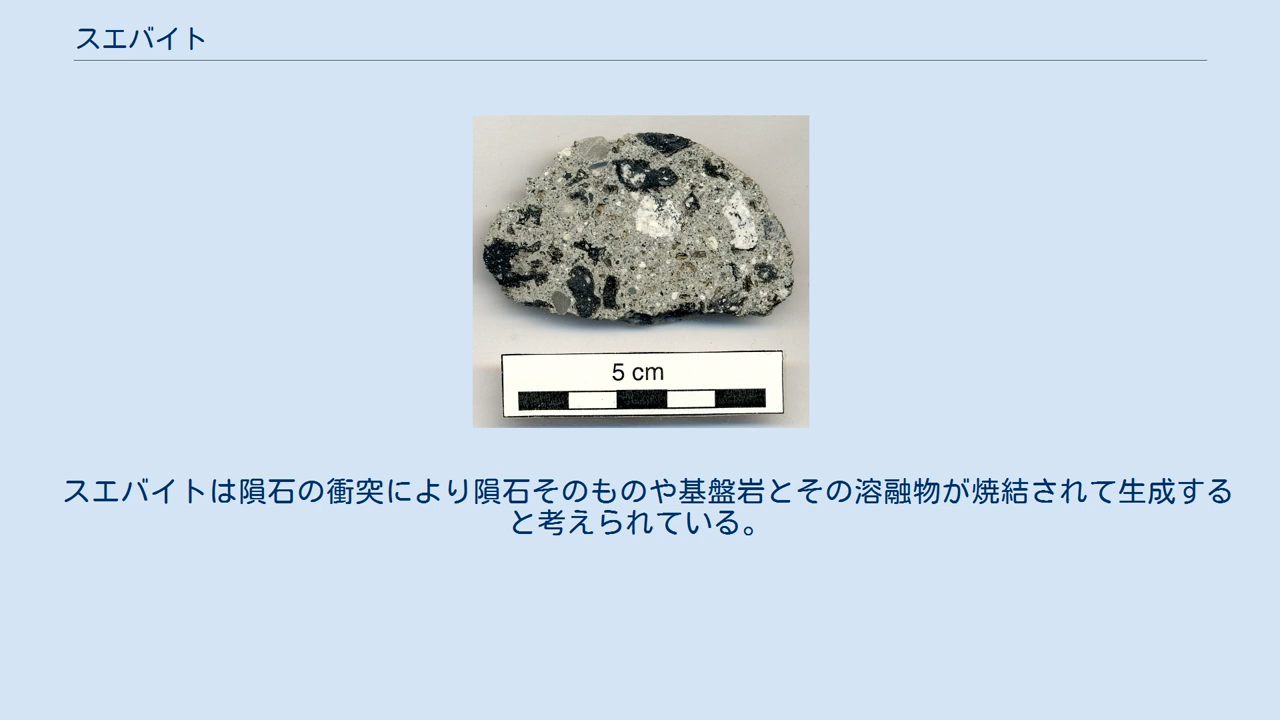 スエバイト
5 cm
スエバイトは隕石の衝突により隕石そのものや基盤岩とその溶融物が焼結されて生成する
と考えられている。